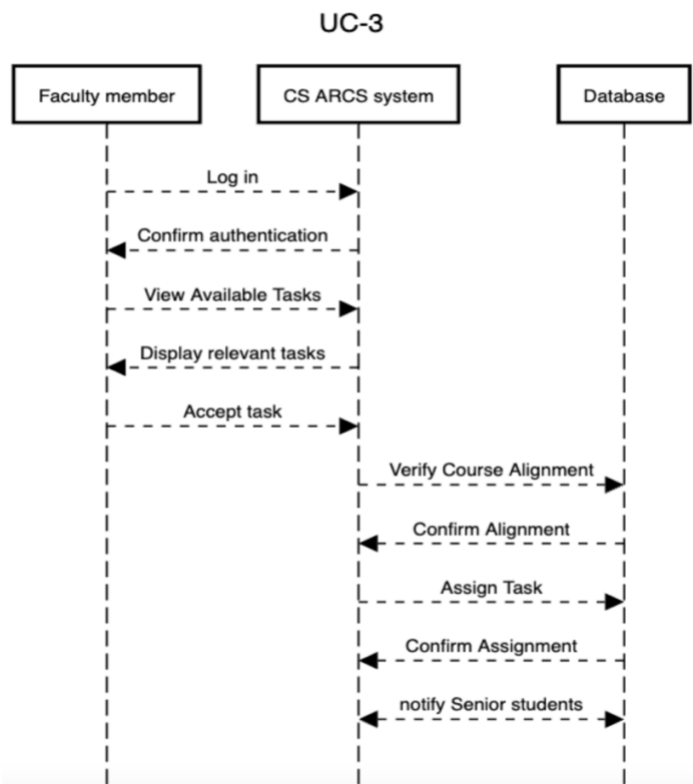 UC-3
Faculty member
CS ARCS system
Database
Log in
Confirm authentication
View Available Tasks
Display relevant tasks
Accept task
Verify Course Alignment
Confirm Alignment
Assign Task
Confirm Assignment
notify Senior students